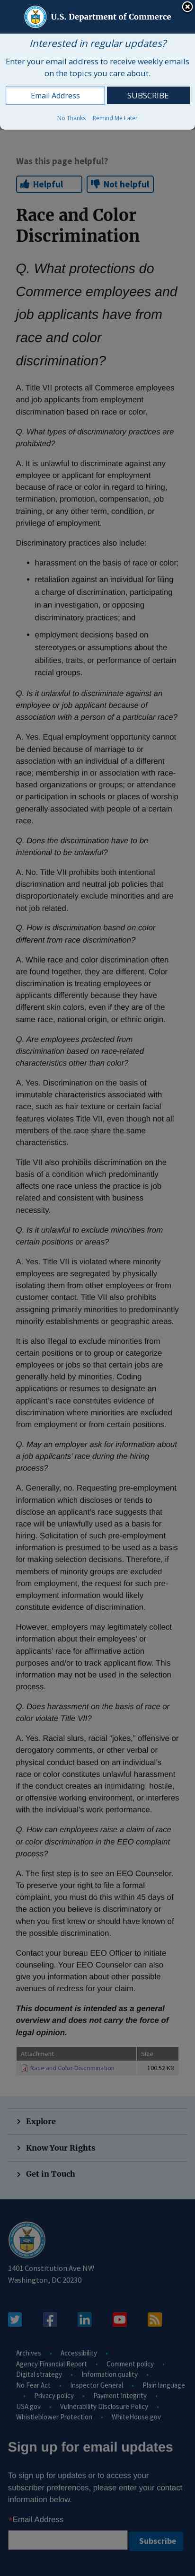 U.S. Department of Commerce
Interested in regular updates?
Enter your email address to receive weekly emails
on the topics you care about.
Email Address
SUBSCRIBE
No Thanks Remind Me Later
Was this page helpful?
Helpful
Not helpful
Race and Color
Discrimination
Q. What protections do
Commerce employees and
job applicants have from
race and color
discrimination?
A. Title VII protects all Commerce employees
and job applicants from employment
discrimination based on race or color.
Q. What types of discriminatory practices are
prohibited?
A. It is unlawful to discriminate against any
employee or applicant for employment
because of race or color in regard to hiring,
termination, promotion, compensation, job
training, or any other term, condition, or
privilege of employment.
Discriminatory practices also include:
• harassment on the basis of race or color;
• retaliation against an individual for filing
a charge of discrimination, participating
in an investigation, or opposing
discriminatory practices; and
• employment decisions based on
stereotypes or assumptions about the
abilities, traits, or performance of certain
racial groups.
Q. Is it unlawful to discriminate against an
employee or job applicant because of
association with a person of a particular race?
A. Yes. Equal employment opportunity cannot
be denied because of marriage to or
association with an individual of a different
race; membership in or association with race-
based organizations or groups; or attendance
or participation in schools or places of worship
generally associated with people of a certain
race.
Q. Does the discrimination have to be
intentional to be unlawful?
A. No. Title VII prohibits both intentional
discrimination and neutral job policies that
disproportionately exclude minorities and are
not job related.
Q. How is discrimination based on color
different from race discrimination?
A. While race and color discrimination often
are found together, they are different. Color
discrimination is treating employees or
applicants differently because they have
different skin colors, even if they are of the
same race, national origin, or ethnic origin.
Q. Are employees protected from
discrimination based on race-related
characteristics other than color?
A. Yes. Discrimination on the basis of
immutable characteristics associated with
race, such as hair texture or certain facial
features violates Title VII, even though not all
members of the race share the same
characteristics.
Title VII also prohibits discrimination on the
basis of a condition which predominantly
affects one race unless the practice is job
related and consistent with business
necessity.
Q. Is it unlawful to exclude minorities from
certain positions or areas?
A. Yes. Title VII is violated where minority
employees are segregated by physically
isolating them from other employees or from
customer contact. Title VII also prohibits
assigning primarily minorities to predominantly
minority establishments or geographic areas.
It is also illegal to exclude minorities from
certain positions or to group or categorize
employees or jobs so that certain jobs are
generally held by minorities. Coding
applications or resumes to designate an
applicant's race constitutes evidence of
discrimination where minorities are excluded
from employment or from certain positions.
Q. May an employer ask for information about
a job applicants' race during the hiring
process?
A. Generally, no. Requesting pre-employment
information which discloses or tends to
disclose an applicant's race suggests that
race will be unlawfully used as a basis for
hiring. Solicitation of such pre-employment
information is presumed to be used as a basis
for making selection decisions. Therefore, if
members of minority groups are excluded
from employment, the request for such pre-
employment information would likely
constitute evidence of discrimination.
However, employers may legitimately collect
information about their employees' or
applicants' race for affirmative action
purposes and/or to track applicant flow. This
information may not be used in the selection
process.
Q. Does harassment on the basis of race or
color violate Title VII?
A. Yes. Racial slurs, racial "jokes," offensive or
derogatory comments, or other verbal or
physical conduct based on an individual's
race or color constitutes unlawful harassment
if the conduct creates an intimidating, hostile,
or offensive working environment, or interferes
with the individual's work performance.
Q. How can employees raise a claim of race
or color discrimination in the EEO complaint
process?
A. The first step is to see an EEO Counselor.
To preserve your right to file a formal
complaint, you must do this within 45 days of
the action you believe was discriminatory or
when you first knew or should have known of
the possible discrimination.
Contact your bureau EEO Officer to initiate
counseling. Your EEO Counselor can also
give you information about other possible
avenues of redress for your claim.
This document is intended as a general
overview and does not carry the force of
legal opinion.
Attachment Size
Race and Color Discrimination 100.52 KB
Explore
Know Your Rights
Get in Touch
1401 Constitution Ave NW
Washington, DC 20230
Archives • Accessibility •
Agency Financial Report • Comment policy •
Digital strategy • Information quality •
No Fear Act • Inspector General • Plain language
• Privacy policy • Payment Integrity •
USA.gov • Vulnerability Disclosure Policy •
Whistleblower Protection • WhiteHouse.gov
Sign up for email updates
To sign up for updates or to access your
subscriber preferences, please enter your contact
information below.
*Email Address
Subscribe